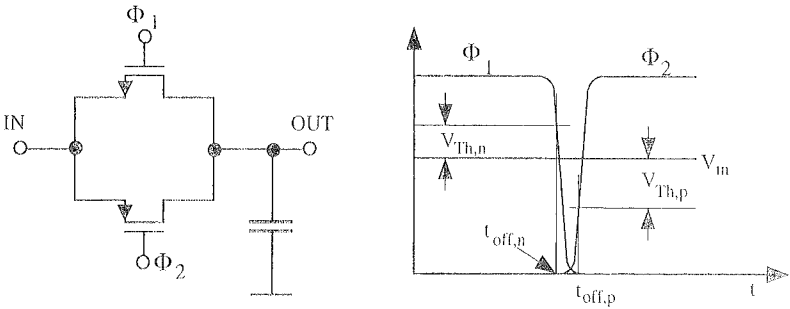 Φ1
IN
OUT
Φ2
Φ1
Φ2
VTh,n
Vin
VTh,p
toff,n
toff,p
t